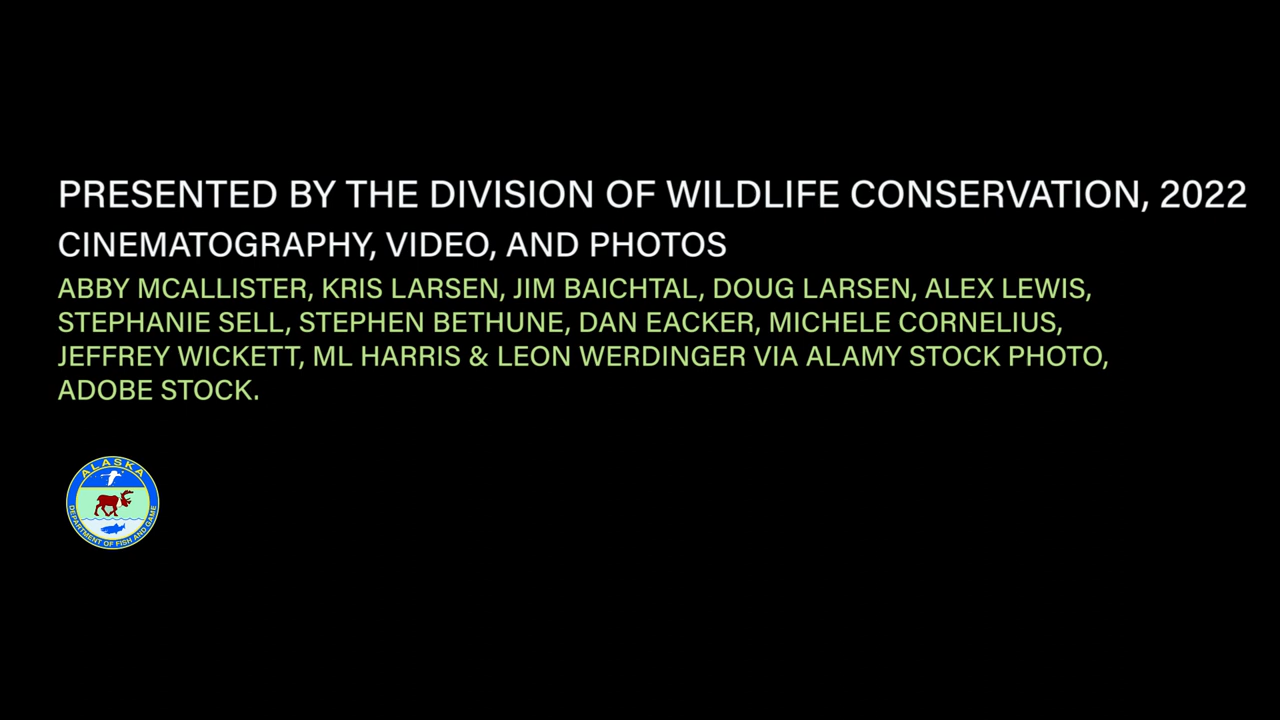 PRESENTED BY THE DIVISION OF WILDLIFE CONSERVATION, 2022
CINEMATOGRAPHY, VIDEO, AND PHOTOS
ABBY MCALLISTER, KRIS LARSEN, JIM BAICHTAL, DOUG LARSEN, ALEX LEWIS,
STEPHANIE SELL, STEPHEN BETHUNE, DAN EACKER, MICHELE CORNELIUS,
JEFFREY WICKETT, ML HARRIS & LEON WERDINGER VIA ALAMY STOCK PHOTO,
ADOBE STOCK.
ALASKA
DEPARTMENT OF FISH AND GAME